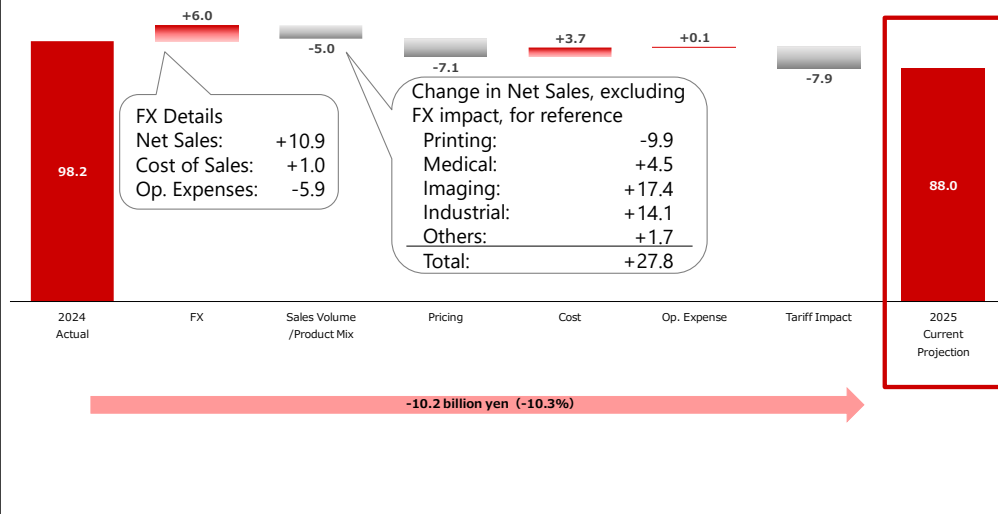 +6.0
-5.0
-7.1
+3.7
+0.1
-7.9
98.2
88.0
FX Details
Net Sales: +10.9
Cost of Sales: +1.0
Op. Expenses: -5.9
Change in Net Sales, excluding
FX impact, for reference
Printing: -9.9
Medical: +4.5
Imaging: +17.4
Industrial: +14.1
Others: +1.7
Total: +27.8
2024
Actual
FX
Sales Volume
/Product Mix
Pricing
Cost
Op. Expense
Tariff Impact
2025
Current
Projection
-10.2 billion yen（-10.3%）